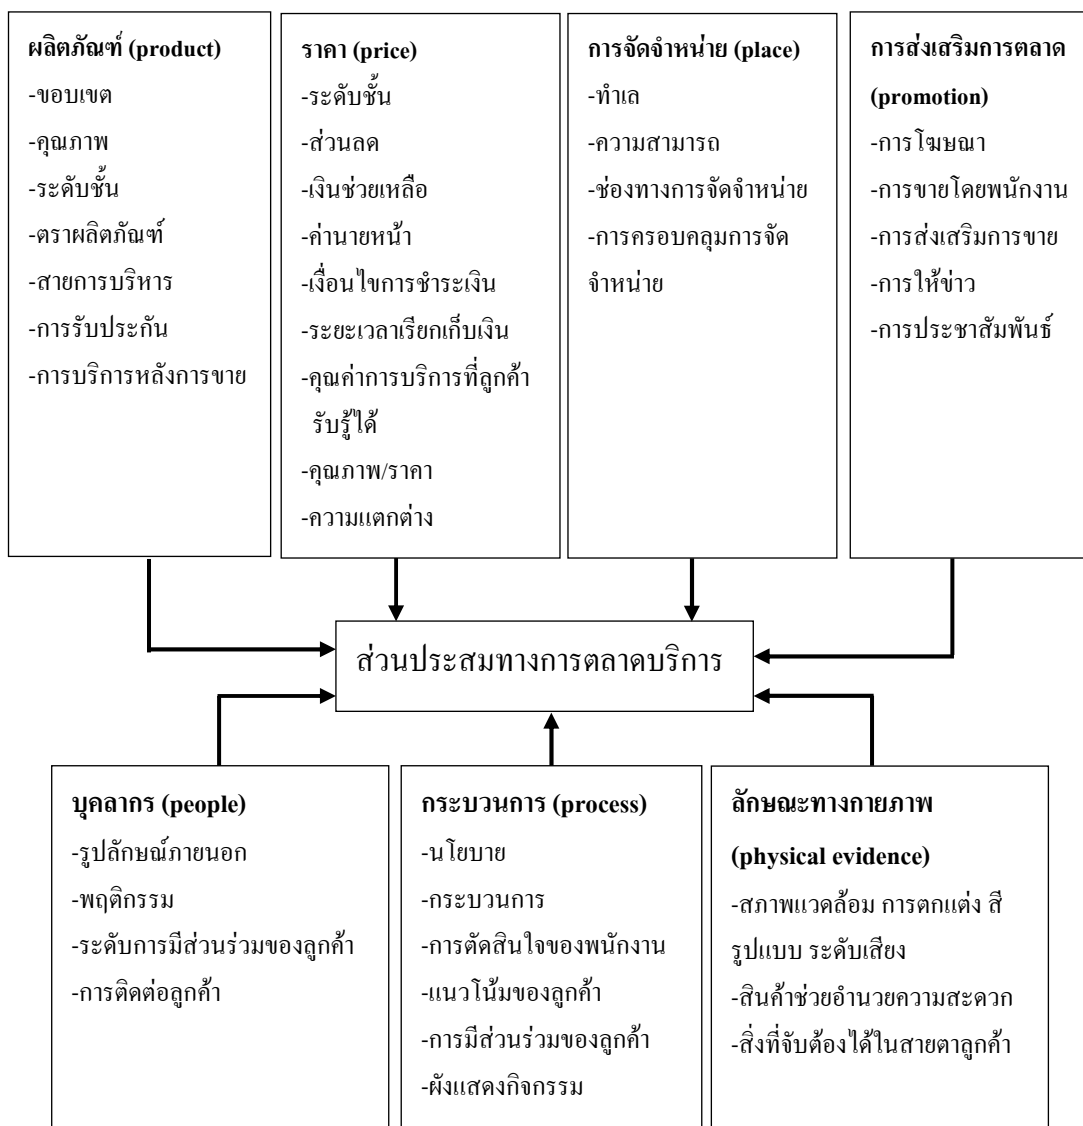 ผลิตภัณฑ์ (product)
-ขอบเขต
-คุณภาพ
-ระดับชั้น
-ตราผลิตภัณฑ์
-สายการบริหาร
-การรับประกัน
-การบริการหลังการขาย
ราคา (price)
-ระดับชั้น
-ส่วนลด
-เงินช่วยเหลือ
-ค่านายหน้า
-เงื่อนไขการชำระเงิน
-ระยะเวลาเรียกเก็บเงิน
-คุณค่าการบริการที่ลูกค้า
รับรู้ได้
-คุณภาพ/ราคา
-ความแตกต่าง
การจัดจำหน่าย (place)
-ทำเล
-ความสามารถ
-ช่องทางการจัดจำหน่าย
-การครอบคลุมการจัด
จำหน่าย
การส่งเสริมการตลาด
(promotion)
-การโฆษณา
-การขายโดยพนักงาน
-การส่งเสริมการขาย
-การให้ข่าว
-การประชาสัมพันธ์
ส่วนประสมทางการตลาดบริการ
บุคลากร (people)
-รูปลักษณ์ภายนอก
-พฤติกรรม
-ระดับการมีส่วนร่วมของลูกค้า
-การติดต่อลูกค้า
กระบวนการ (process)
-นโยบาย
-กระบวนการ
-การตัดสินใจของพนักงาน
-แนวโน้มของลูกค้า
-การมีส่วนร่วมของลูกค้า
-ผังแสดงกิจกรรม
ลักษณะทางกายภาพ
(physical evidence)
-สภาพแวดล้อม การตกแต่ง สี
รูปแบบ ระดับเสียง
-สินค้าช่วยอำนวยความสะดวก
-สิ่งที่จับต้องได้ในสายตาลูกค้า